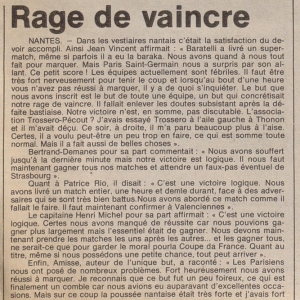 Rage de vaincre
NANTES. — Dans les vestiaires nantais c'était la satisfaction du
devoir accompli. Ainsi Jean Vincent affirmait : « Baratelli a livré un super-
match, même si parfois il a eu la baraka. Nous avons quand à nous tout
fait pour marquer. Mais Paris Saint-Germain nous a surpris par son al-
lant. Ce petit score ! Les équipes actuellement sont fébriles. Il faut être
très fort nerveusement pour tenir le coup et lorsqu'au bout d'une heure
vous n'avez pas réussi à marquer, il y a de quoi s'inquiéter. Le but que
nous avons inscrit est le but de toute une équipe, un but qui concrétisait
notre rage de vaincre. Il fallait enlever les doutes subsistant après la dé-
faite bastiaise. Notre victoire n'est, en somme, pas discutable. L'associa-
tion Tossero-Pécout ? J'avais essayé Tossero à l'aile gauche à Thonon
et il m'avait déçu. Ce soir, à droite, il m'a paru beaucoup plus à l'aise.
Certes, il a voulu peut-être un peu trop en faire, ce qui est somme toute
normal. Mais il a fait aussi de belles choses ».
Bertrand-Demanes pour sa part commentait : « Nous avons souffert
jusqu'à la dernière minute mais notre victoire est logique. Il nous faut
maintenant gagner tous nos matches et attendre un faux-pas éventuel de
Strasbourg ».
Quant à Patrice Rio, il disait : « C'est une victoire logique. Nous
avons livré un match entier, une heure et demie durant, face à des adver-
saires qui se sont très bien battus. Nous avons abordé ce match comme il
fallait le faire. Il faut maintenant confirmer à Valenciennes ».
Le capitaine Henri Michel pour sa part affirmait : « C'est une victoire
logique. Certes nous avons manqué de réussite car nous pouvions ga-
gner plus largement mais l'essentiel était de gagner. Nous devons main-
tenant prendre les matches les uns après les autres... et les gagner tous,
ne serait-ce que pour garder le moral pour la Coupe de France. Quant au
titre, même si nous possédons une petite chance, tout peut arriver ».
Enfin, Amisse, auteur de l'unique but, a raconté : « Les Parisiens
nous ont posé de nombreux problèmes. Fort heureusement nous avons
réussi à marquer. Je reconnais que ce but fut un peu foireux, ce qui est
finalement un comble car nous avions eu auparavant d'excellentes occa-
sions. Mais sur ce coup la poussée nantaise était très forte et j'avais fort